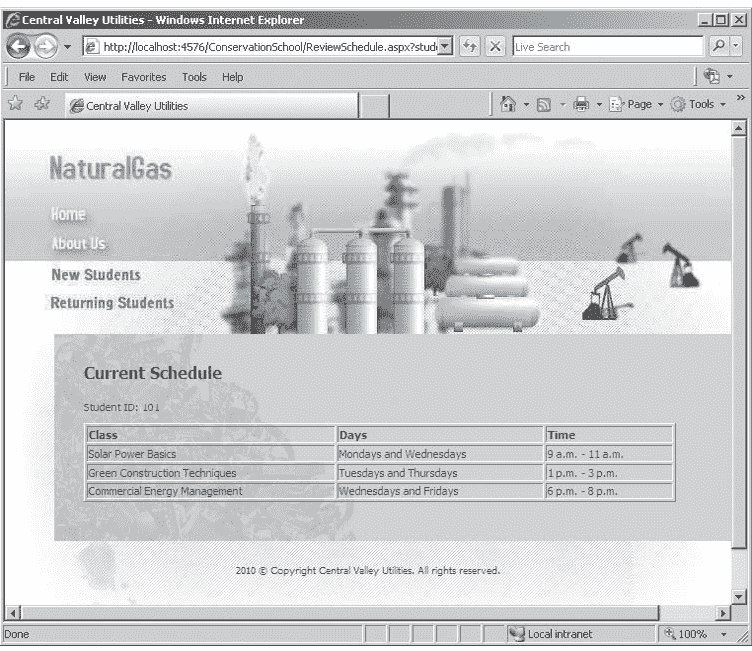 Central Valley Utilities - Windows Internet Explorer
http://localhost:4576/ConservationSchool/ReviewSchedule.aspx?stude
Live Search
File Edit View Favorites Tools Help
Central Valley Utilities
Page Tools
NaturalGas
Home
About Us
New Students
Returning Students
Current Schedule
Student ID: 101
Class Days Time
Solar Power Basics Mondays and Wednesdays 9 a.m. - 11 a.m.
Green Construction Techniques Tuesdays and Thursdays 1 p.m. - 3 p.m.
Commercial Energy Management Wednesdays and Fridays 6 p.m. - 8 p.m.
2010 © Copyright Central Valley Utilities. All rights reserved.
Done Local intranet 100%